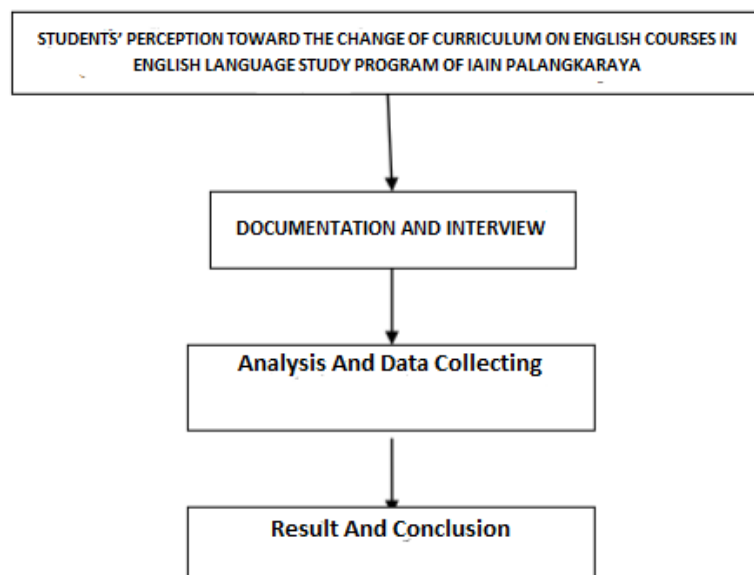 STUDENTS’ PERCEPTION TOWARD THE CHANGE OF CURRICULUM ON ENGLISH COURSES IN
ENGLISH LANGUAGE STUDY PROGRAM OF IAIN PALANGKARAYA
DOCUMENTATION AND INTERVIEW
Analysis And Data Collecting
Result And Conclusion